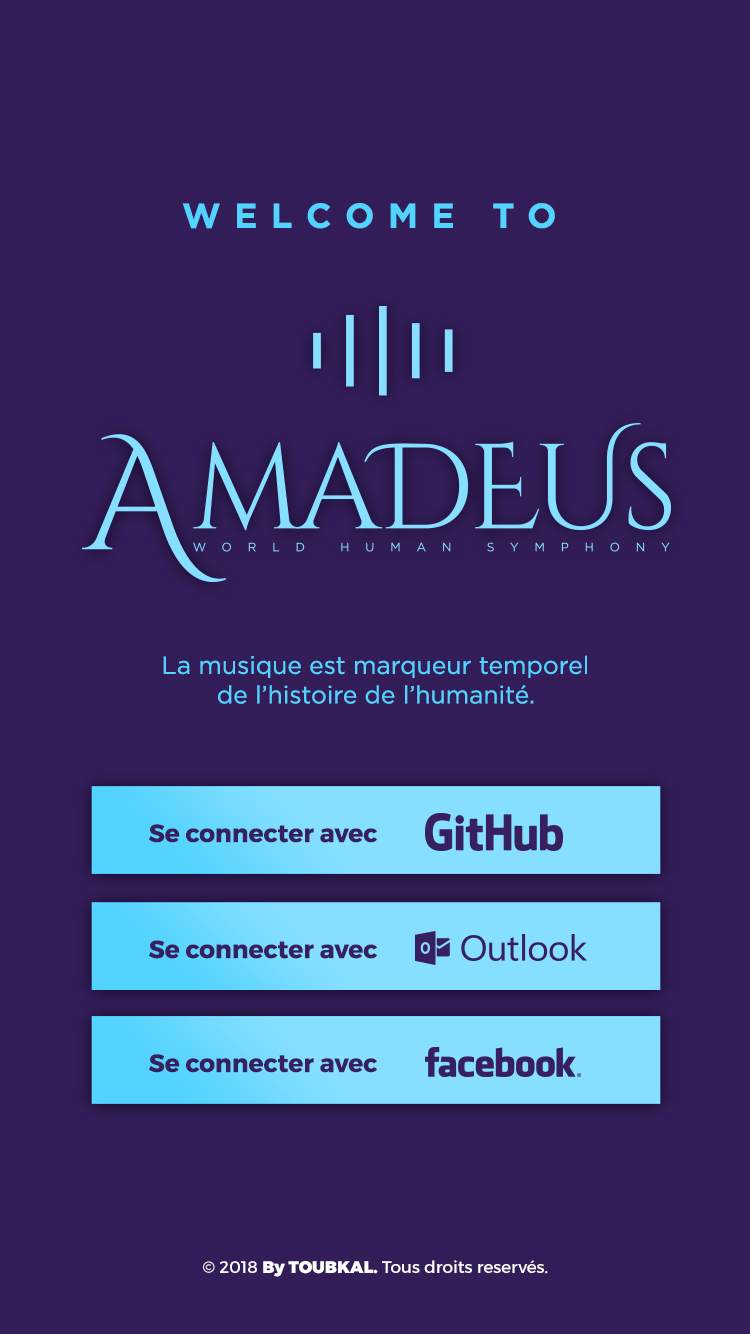 WELCOME TO
AMADEUS
WORLD HUMAN SYMPHONY
La musique est marqueur temporel
de l’histoire de l’humanité.
Se connecter avec GitHub
Se connecter avec Outlook
Se connecter avec facebook.
© 2018 By TOUBKAL. Tous droits reservés.